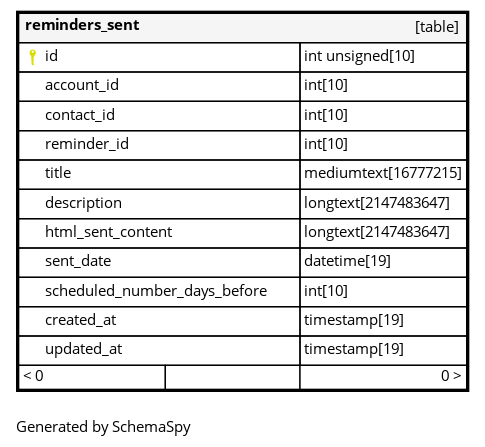 reminders_sent [table]
id int unsigned[10]
account_id int[10]
contact_id int[10]
reminder_id int[10]
title mediumtext[16777215]
description longtext[2147483647]
html_sent_content longtext[2147483647]
sent_date datetime[19]
scheduled_number_days_before int[10]
created_at timestamp[19]
updated_at timestamp[19]
< 0 0 >
Generated by SchemaSpy